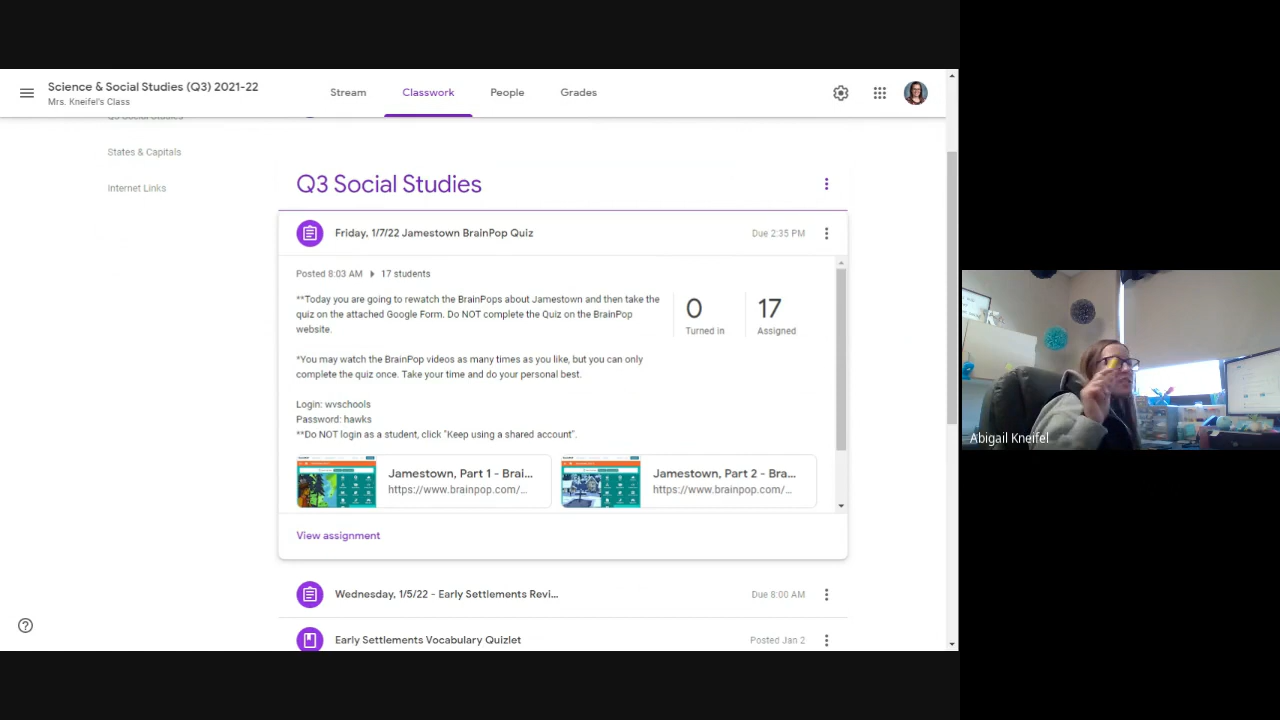 Science & Social Studies (Q3) 2021-22
Mrs. Kneifel's Class
Stream
Classwork
People
Grades
Q3 Social Studies
States & Capitals
Internet Links
Q3 Social Studies
Friday, 1/7/22 Jamestown BrainPop Quiz
Due 2:35 PM
Posted 8:03 AM
17 students
**Today you are going to rewatch the BrainPops about Jamestown and then take the
quiz on the attached Google Form. Do NOT complete the Quiz on the BrainPop
website.
*You may watch the BrainPop videos as many times as you like, but you can only
complete the quiz once. Take your time and do your personal best.
Login: wvschools
Password: hawks
**Do NOT login as a student, click "Keep using a shared account".
0
Turned in
17
Assigned
Jamestown, Part 1 - Brai...
https://www.brainpop.com/...
Jamestown, Part 2 - Bra...
https://www.brainpop.com/...
View assignment
Wednesday, 1/5/22 - Early Settlements Revi...
Due 8:00 AM
Early Settlements Vocabulary Quizlet
Posted Jan 2
Abigail Kneifel